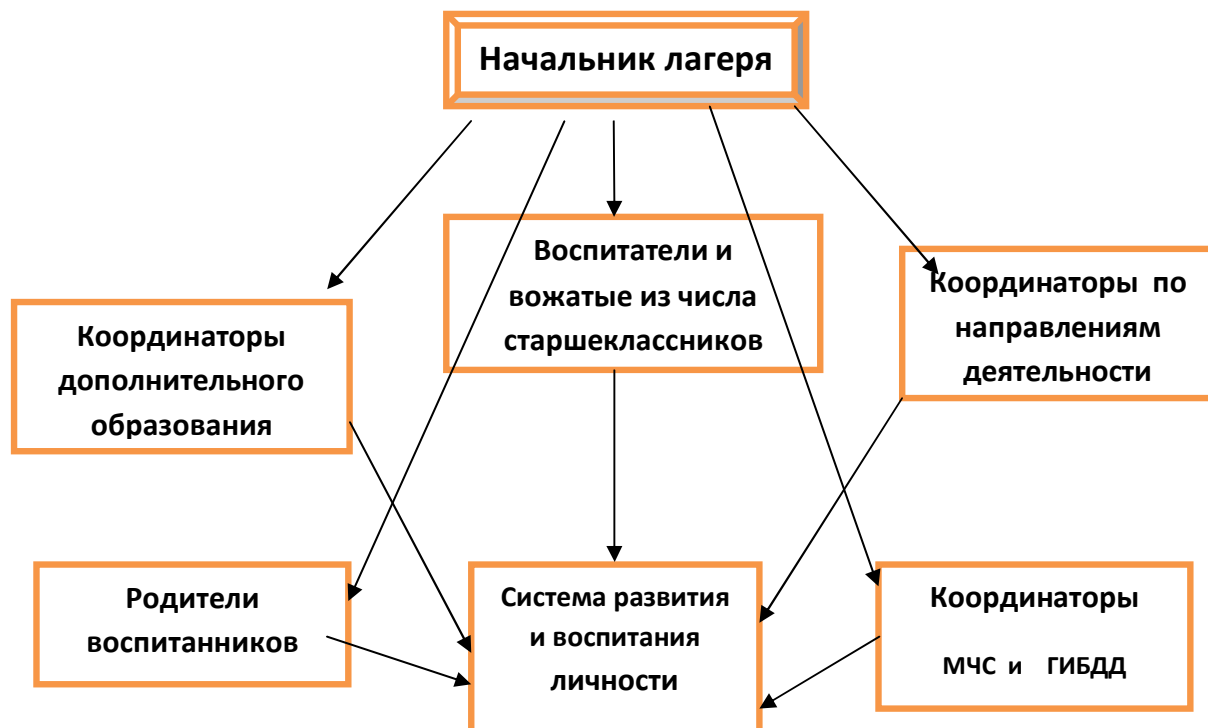 Начальник лагеря
Воспитатели и
вожатые из числа
старшеклассников
Координаторы по
направлениям
деятельности
Координаторы
дополнительного
образования
Родители
воспитанников
Система развития
и воспитания
личности
Координаторы
МЧС и ГИБДД